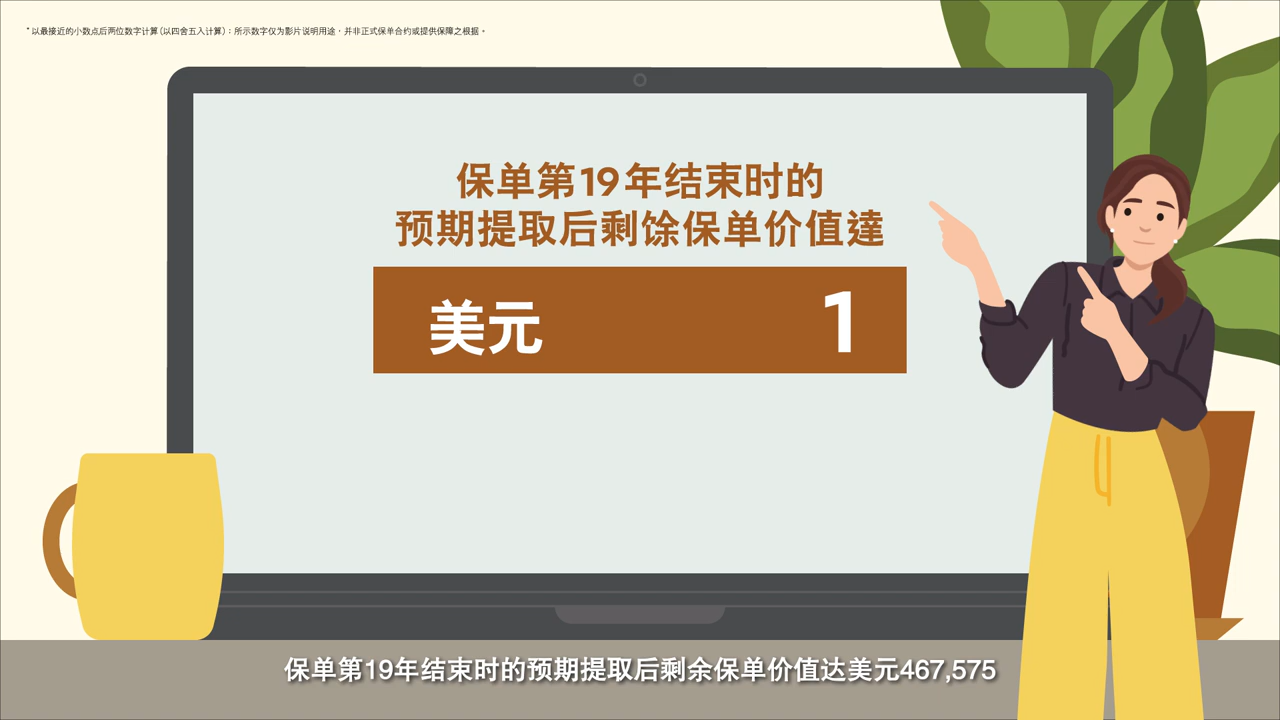 * 以最接近的小数点后两位数字计算(以四舍五入计算)；所示数字仅为影片说明用途，并非正式保单合约或提供保障之根据。
保单第19年结束时的
预期提取后剩馀保单价值達
美元 1
保单第19年结束时的预期提取后剩余保单价值达美元467,575